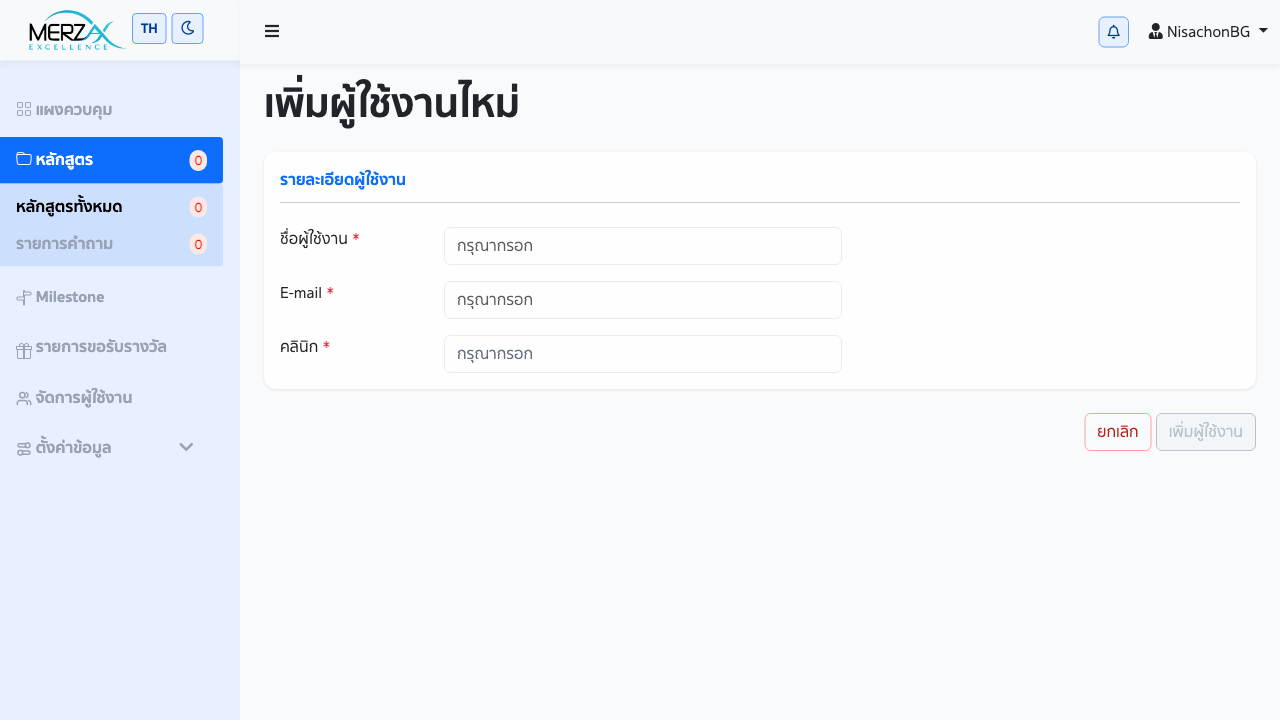 MERZ
EXCELLENCE
TH
NisachonBG
แผงควบคุม
หลักสูตร 0
หลักสูตรทั้งหมด 0
รายการคำถาม 0
Milestone
รายการขอรับรางวัล
จัดการผู้ใช้งาน
ตั้งค่าข้อมูล
เพิ่มผู้ใช้งานใหม่
รายละเอียดผู้ใช้งาน
ชื่อผู้ใช้งาน * กรุณากรอก
E-mail * กรุณากรอก
คลินิก * กรุณากรอก
ยกเลิก เพิ่มผู้ใช้งาน